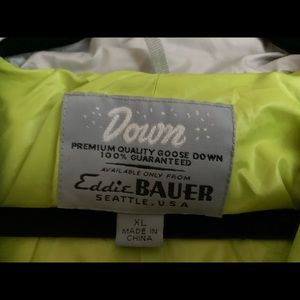 Down
PREMIUM QUALITY GOOSE DOWN
100% GUARANTEED
AVAILABLE ONLY FROM
Eddie BAUER
SEATTLE, U.S.A
XL
MADE IN
CHINA